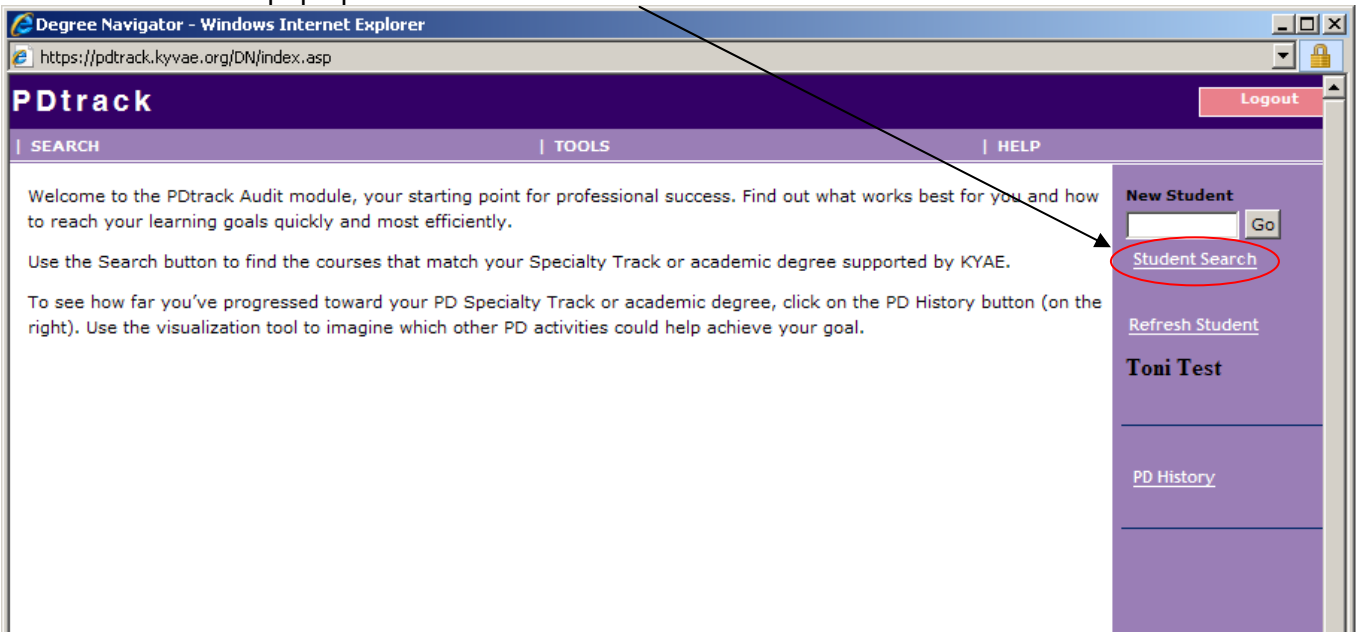 Degree Navigator - Windows Internet Explorer
https://pdtrack.kyvae.org/DN/index.asp
PDtrack
Logout
| SEARCH | TOOLS | HELP
Welcome to the PDtrack Audit module, your starting point for professional success. Find out what works best for you and how
to reach your learning goals quickly and most efficiently.
Use the Search button to find the courses that match your Specialty Track or academic degree supported by KYAE.
To see how far you've progressed toward your PD Specialty Track or academic degree, click on the PD History button (on the
right). Use the visualization tool to imagine which other PD activities could help achieve your goal.
New Student
Go
Student Search
Refresh Student
Toni Test
PD History